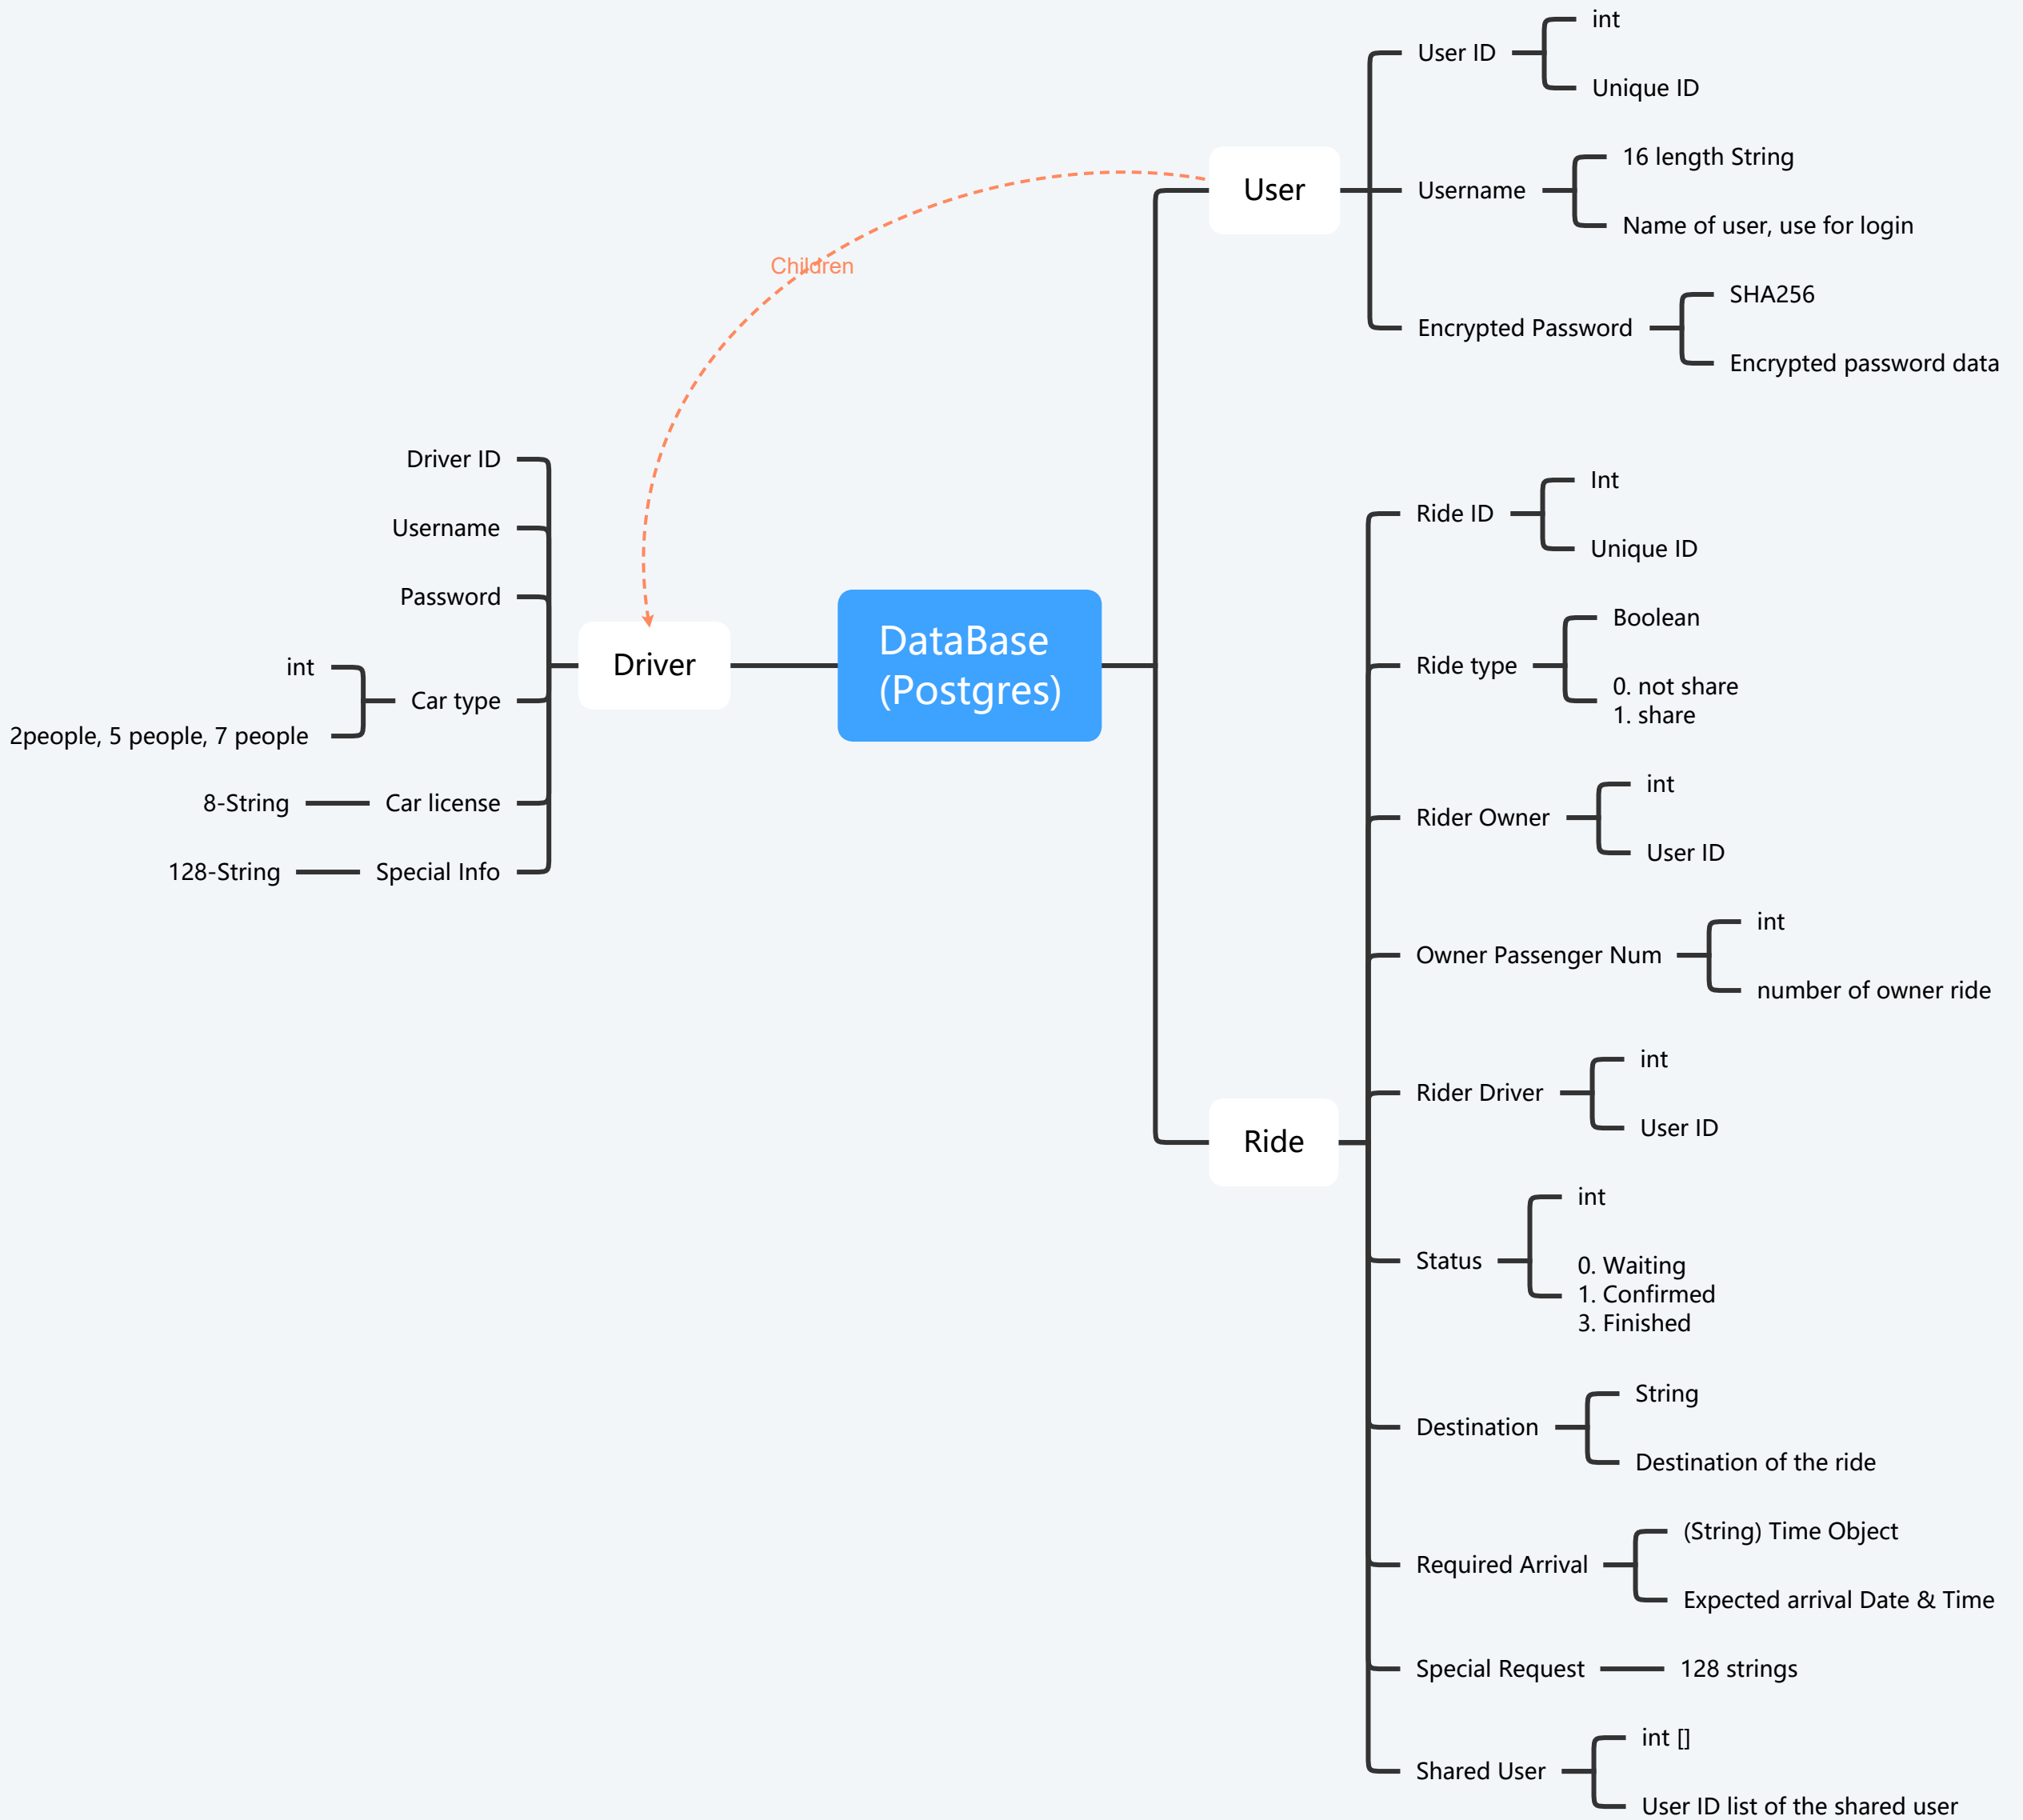 DataBase
(Postgres)
User
User ID
int
Unique ID
Username
16 length String
Name of user, use for login
Encrypted Password
SHA256
Encrypted password data
Children
Driver
Driver ID
Username
Password
Car type
int
2people, 5 people, 7 people
Car license
8-String
Special Info
128-String
Ride
Ride ID
Int
Unique ID
Ride type
Boolean
0. not share
1. share
Rider Owner
int
User ID
Owner Passenger Num
int
number of owner ride
Rider Driver
int
User ID
Status
int
0. Waiting
1. Confirmed
3. Finished
Destination
String
Destination of the ride
Required Arrival
(String) Time Object
Expected arrival Date & Time
Special Request
128 strings
Shared User
int []
User ID list of the shared user